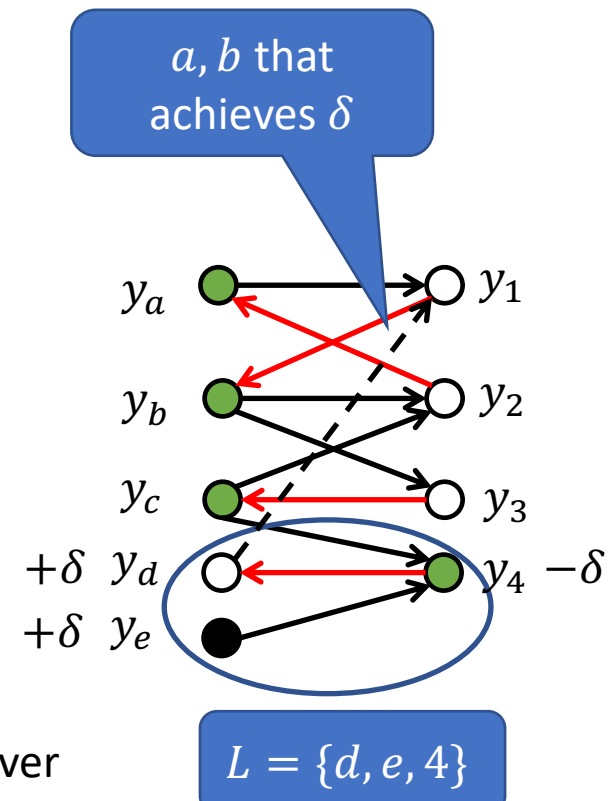 a, b that
achieves δ
y_a
y_1
y_b
y_2
y_c
y_3
+δ y_d
y_4 −δ
+δ y_e
ver
L = {d, e, 4}